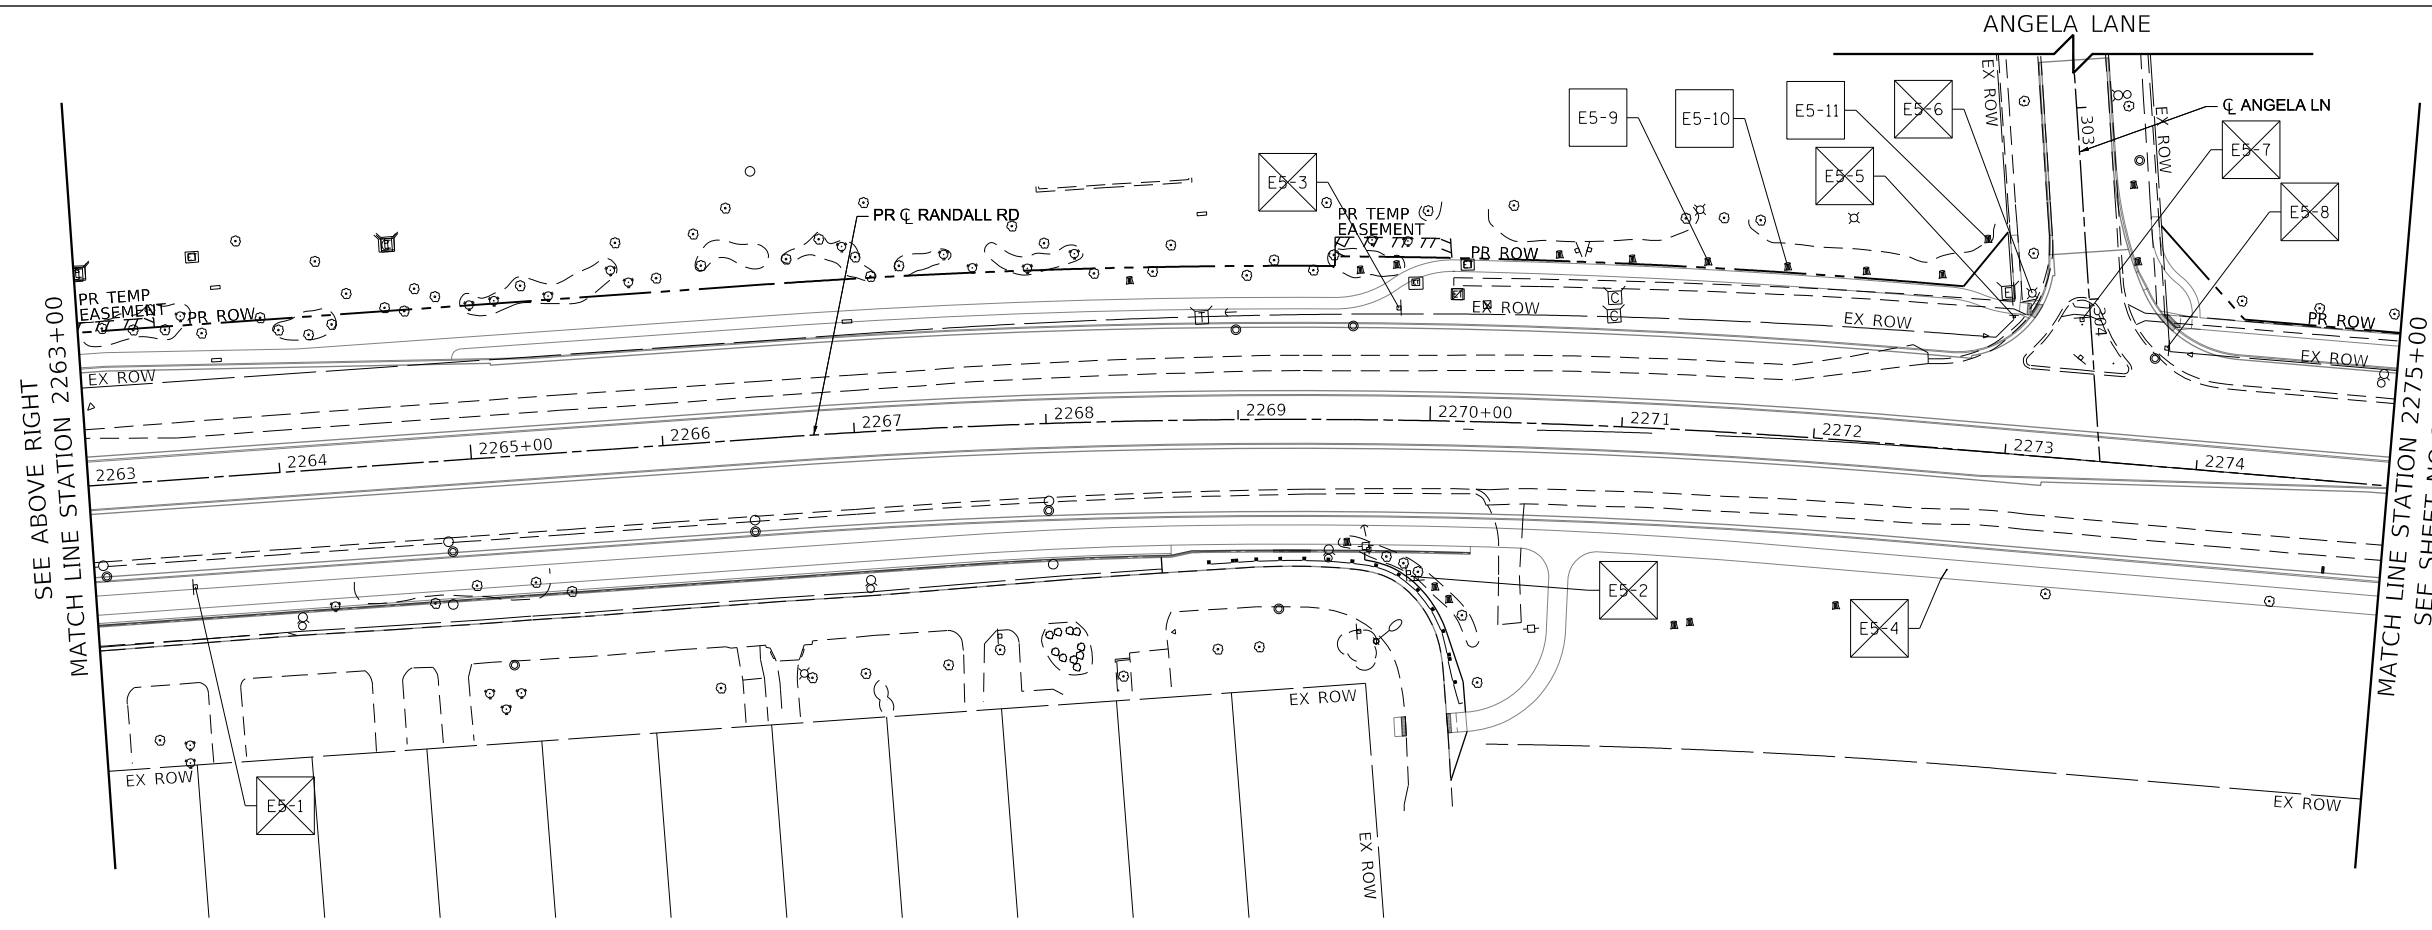 ANGELA LANE
EX ROW
EX ROW
303
℄ ANGELA LN
E5-9
E5-10
E5-11
E5-6
E5-5
E5-7
E5-8
E5-3
PR ℄ RANDALL RD
PR TEMP
EASEMENT
PR ROW
PR TEMP
EASEMENT
PR ROW
E
T
C
C
EX ROW
EX ROW
304
PR ROW
EX ROW
EX ROW
SEE ABOVE RIGHT
MATCH LINE STATION 2263+00
2263
2264
2265+00
2266
2267
2268
2269
2270+00
2271
2272
2273
2274
MATCH LINE STATION 2275+00
SEE SHEET NO
E5-1
E5-2
E5-4
EX ROW
EX ROW
EX ROW
EX ROW